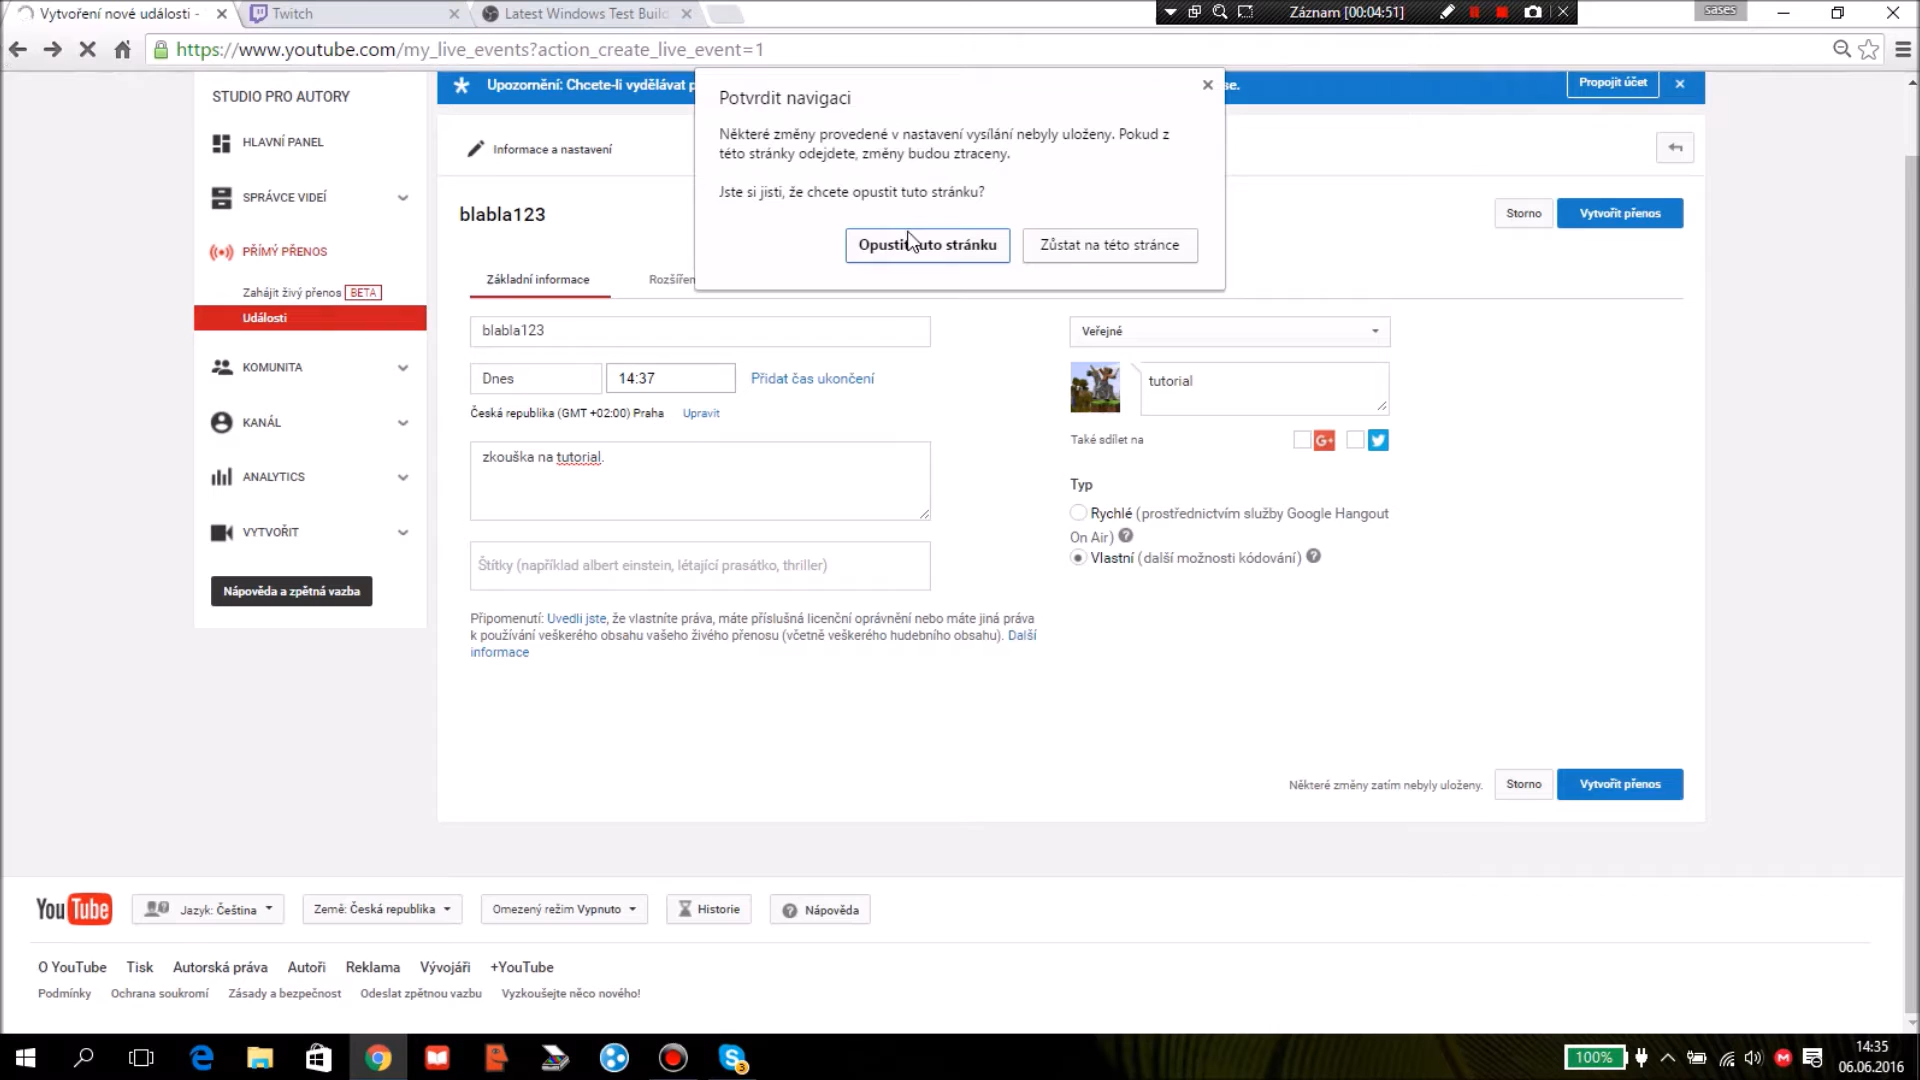 Vytvoření nové události -
Twitch
Latest Windows Test Build
Záznam [00:04:51]
sases
https://www.youtube.com/my_live_events?action_create_live_event=1
STUDIO PRO AUTORY
HLAVNÍ PANEL
SPRÁVCE VIDEÍ
PŘÍMÝ PŘENOS
Zahájit živý přenos BETA
Události
KOMUNITA
KANÁL
ANALYTICS
VYTVOŘIT
Nápověda a zpětná vazba
Upozornění: Chcete-li vydělávat p
se.
Propojit účet
Potvrdit navigaci
Některé změny provedené v nastavení vysílání nebyly uloženy. Pokud z
této stránky odejdete, změny budou ztraceny.
Jste si jisti, že chcete opustit tuto stránku?
Opustit tuto stránku
Zůstat na této stránce
Informace a nastavení
blabla123
Storno
Vytvořit přenos
Základní informace
Rozšířen
blabla123
Dnes
14:37
Přidat čas ukončení
Česká republika (GMT +02:00) Praha
Upravit
zkouška na tutorial.
Štítky (například albert einstein, létající prasátko, thriller)
Připomenutí: Uvedli jste, že vlastníte práva, máte příslušná licenční oprávnění nebo máte jiná práva
k používání veškerého obsahu vašeho živého přenosu (včetně veškerého hudebního obsahu). Další
informace
Veřejné
tutorial
Také sdílet na
G+
Typ
Rychlé (prostřednictvím služby Google Hangout
On Air)
Vlastní (další možnosti kódování)
Některé změny zatím nebyly uloženy.
Storno
Vytvořit přenos
YouTube
Jazyk: Čeština
Země: Česká republika
Omezený režim Vypnuto
Historie
Nápověda
O YouTube
Tisk
Autorská práva
Autoři
Reklama
Vývojáři
+YouTube
Podmínky
Ochrana soukromí
Zásady a bezpečnost
Odeslat zpětnou vazbu
Vyzkoušejte něco nového!
3
100%
14:35
06.06.2016